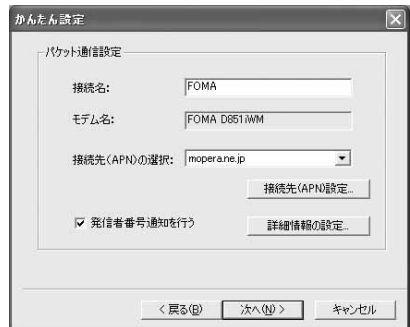 かんたん設定
パケット通信設定
接続名: FOMA
モデム名: FOMA D851iWM
接続先(APN)の選択: mopera.ne.jp
接続先(APN)設定...
発信者番号通知を行う 詳細情報の設定...
< 戻る(B) 次へ(N) > キャンセル